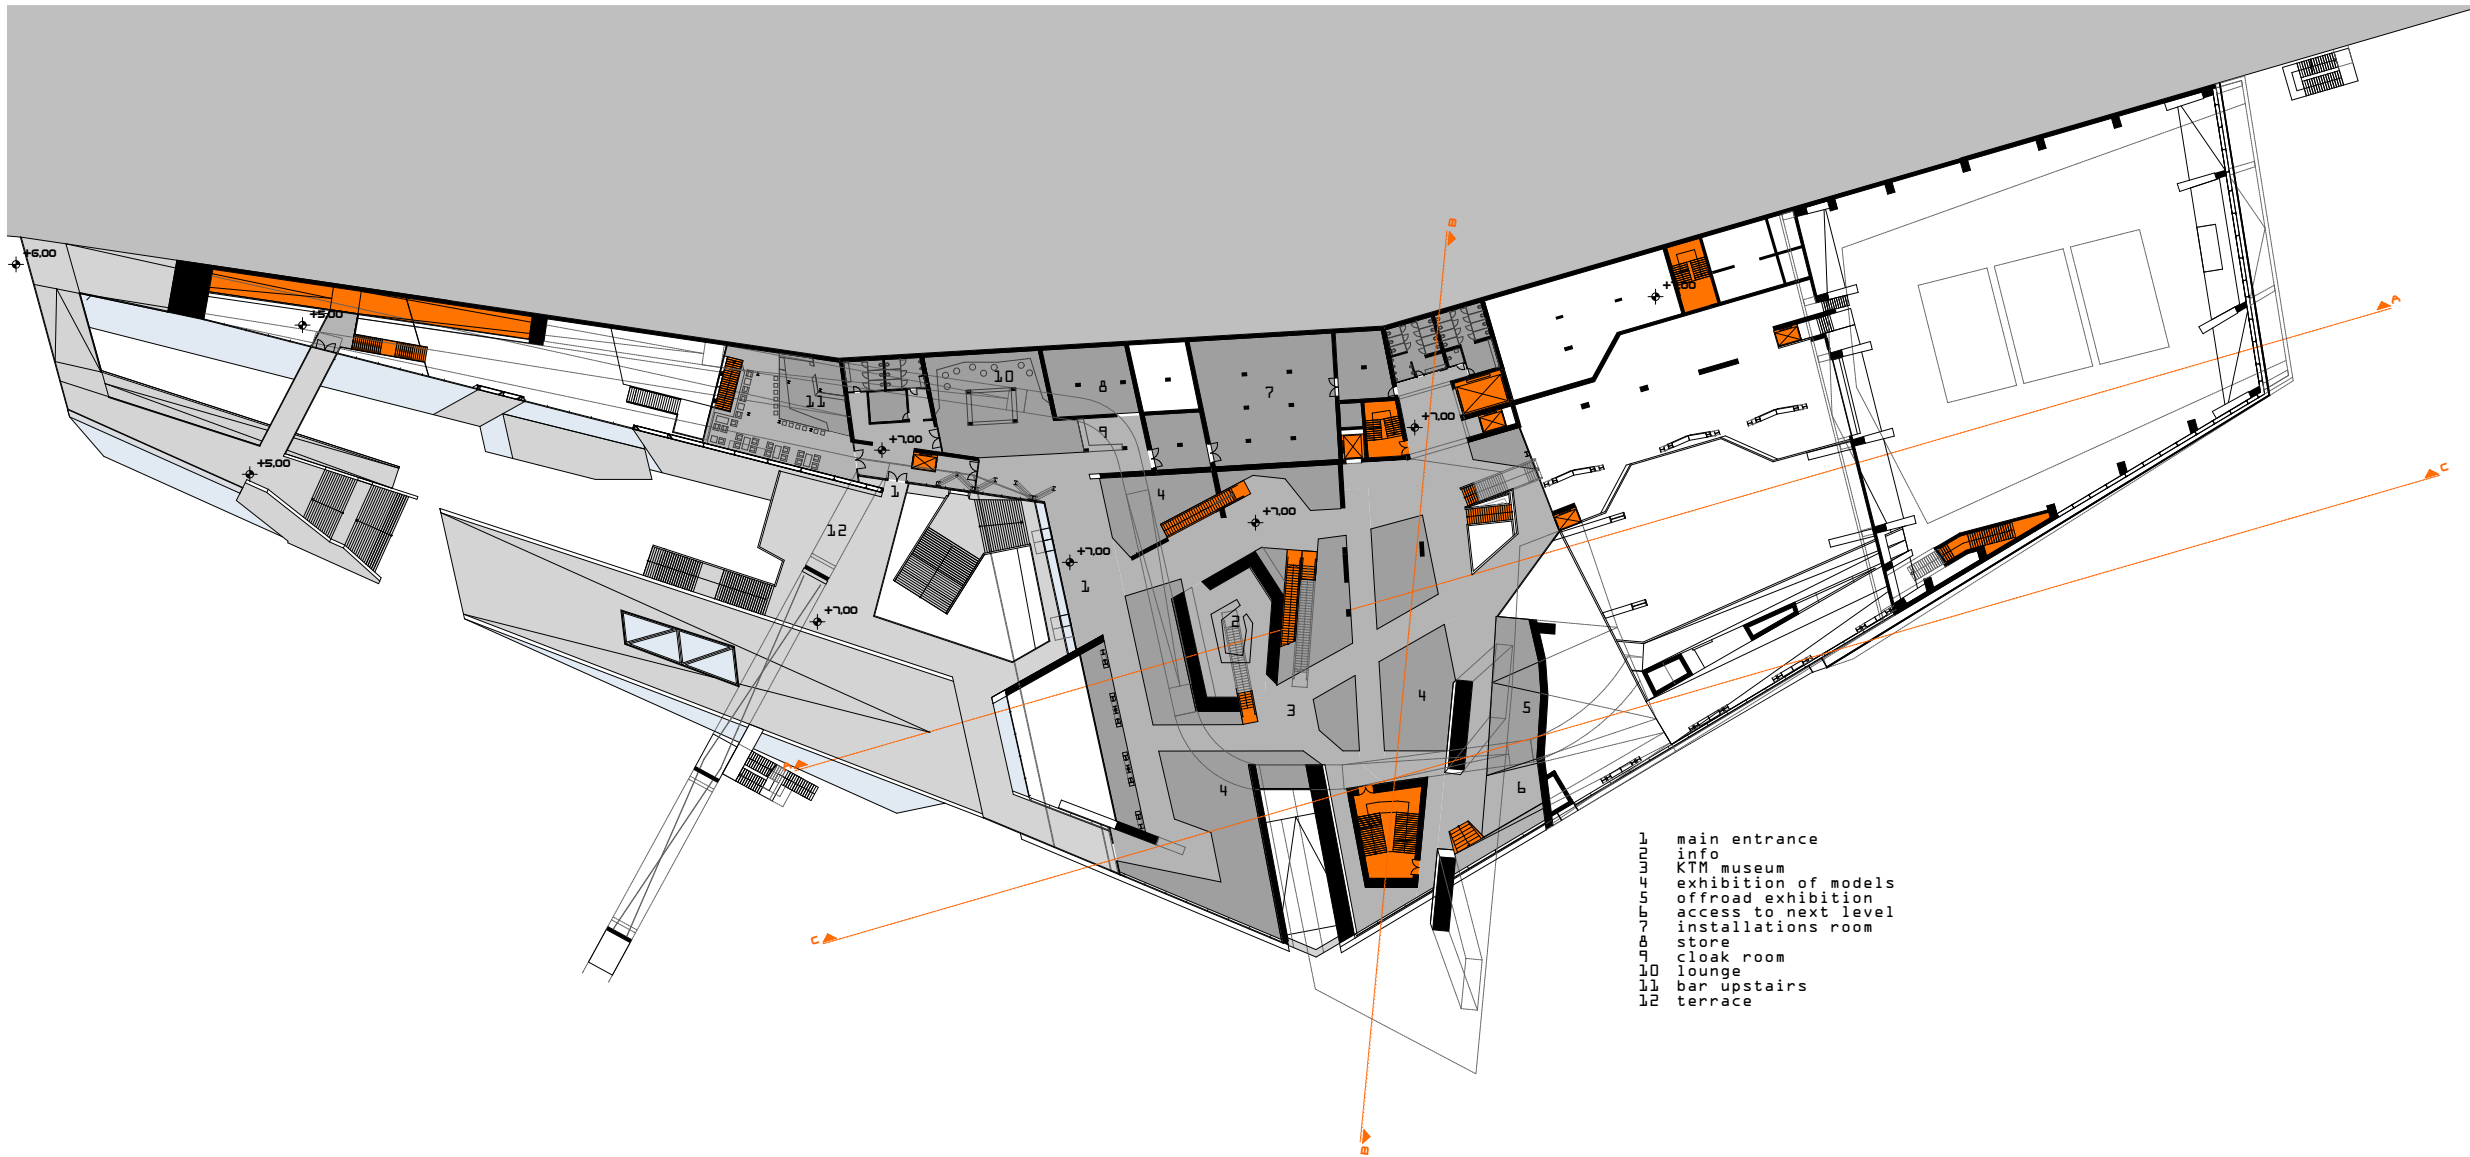 B
+6,00
+7,00
A
+5,00
10
8
7
11
9
+7,00
+7,00
+5,00
C
1
4
+7,00
12
+7,00
1
+7,00
2
4
3
5
A
4
6
1 main entrance
2 info
3 KTM museum
4 exhibition of models
5 offroad exhibition
6 access to next level
7 installations room
8 store
9 cloak room
10 lounge
11 bar upstairs
12 terrace
C
B